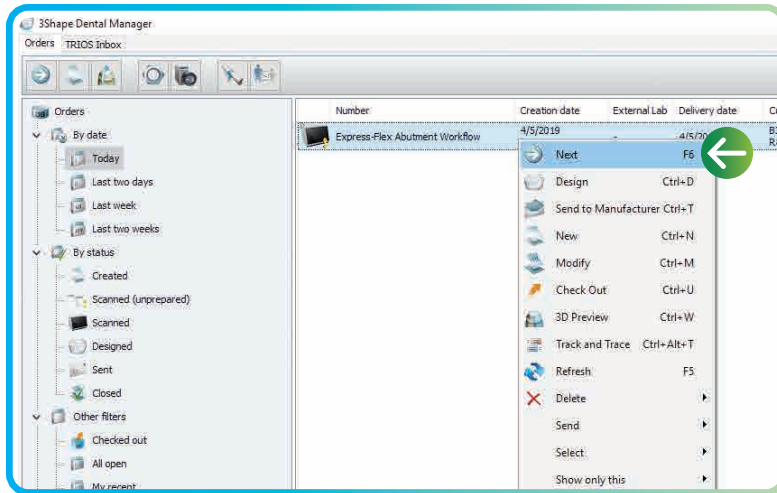 3Shape Dental Manager
Orders TRIOS Inbox
Orders
By date
Today
Last two days
Last week
Last two weeks
By status
Created
Scanned (unprepared)
Scanned
Designed
Sent
Closed
Other filters
Checked out
All open
My recent
Number Creation date External Lab Delivery date
Express-Flex Abutment Workflow 4/5/2019 -
Next F6
Design Ctrl+D
Send to Manufacturer Ctrl+T
New Ctrl+N
Modify Ctrl+M
Check Out Ctrl+U
3D Preview Ctrl+W
Track and Trace Ctrl+Alt+T
Refresh F5
Delete
Send
Select
Show only this